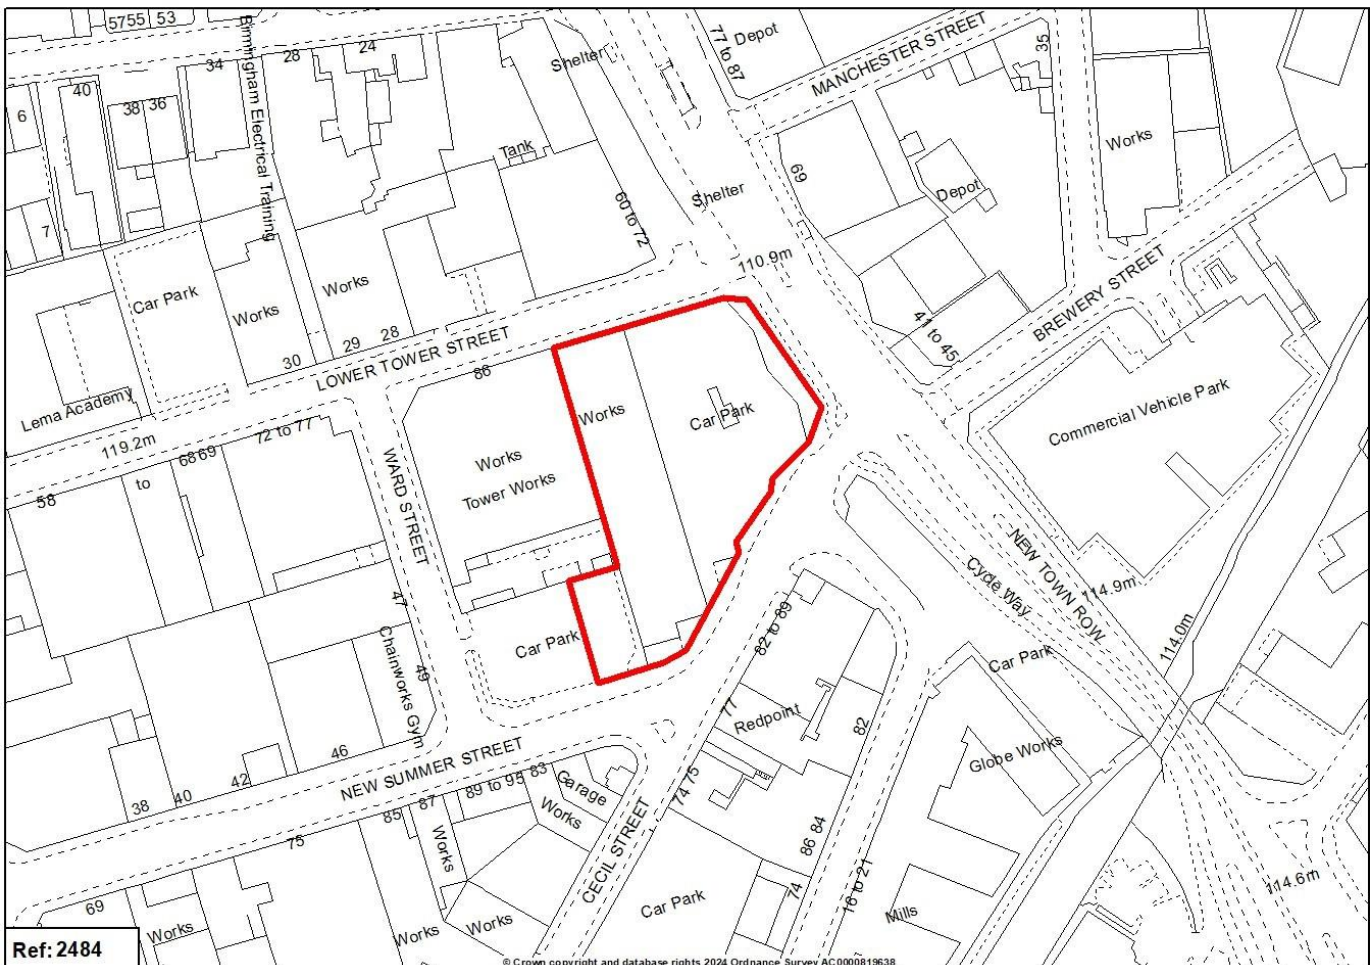 5755 53
Birmingham Electrical Training
34
28
24
Shelter
77 to 87
Depot
MANCHESTER STREET
35
6
40
38 36
Tank
Works
7
60 to 72
Shelter
69
Depot
110.9m
Car Park
Works
Works
BREWERY STREET
30
29
28
LOWER TOWER STREET
41 to 45
86
Lema Academy
119.2m
72 to 77
Works
Car Park
Commercial Vehicle Park
6869
to
58
WARD STREET
Works
Tower Works
NEW TOWN ROW
Cycle Way
114.9m
47
82 to 89
114.0m
Chainworks Gym
49
Car Park
Car Park
77
Redpoint
82
Globe Works
46
NEW SUMMER STREET
42
40
38
89 to 95 83
Garage
74 75
87
85
Works
Works
75
CECIL STREET
86 84
74
16 to 21
114.6m
69
Works
Works
Works
Car Park
Mills
Ref: 2484
© Crown copyright and database rights 2024 Ordnance Survey AC0000819638